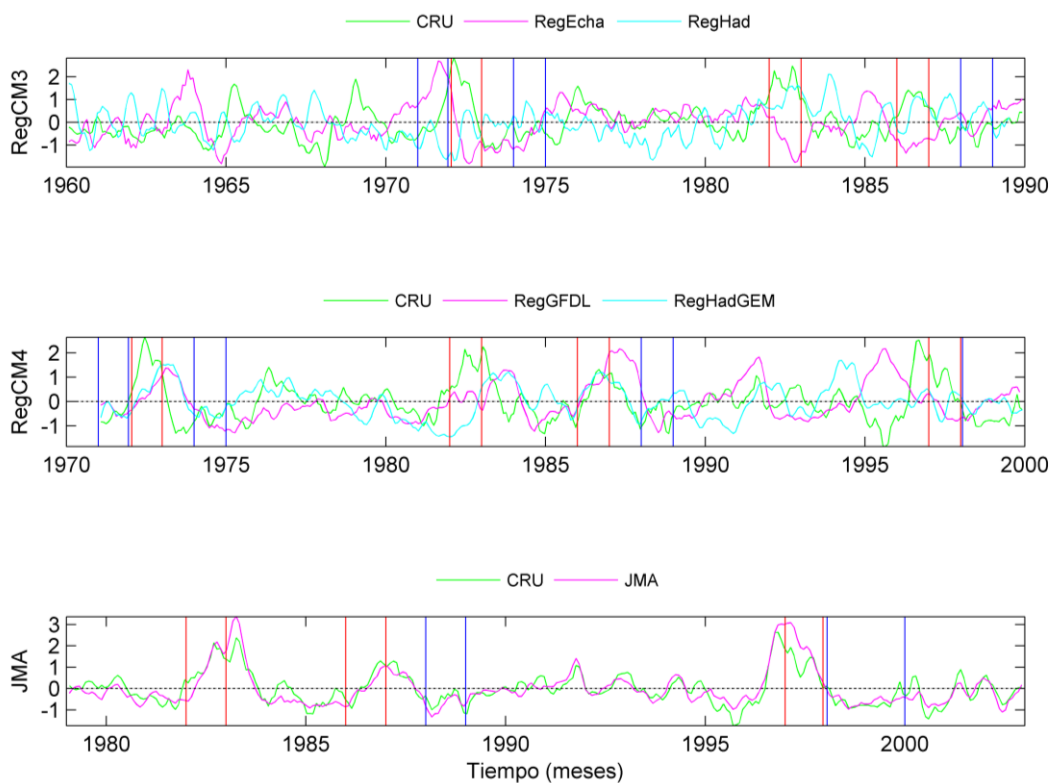 CRU RegEcha RegHad
RegCM3
2
1
0
-1
1960 1965 1970 1975 1980 1985 1990
CRU RegGFDL RegHadGEM
RegCM4
2
1
0
-1
1970 1975 1980 1985 1990 1995 2000
CRU JMA
JMA
3
2
1
0
-1
1980 1985 1990 1995 2000
Tiempo (meses)